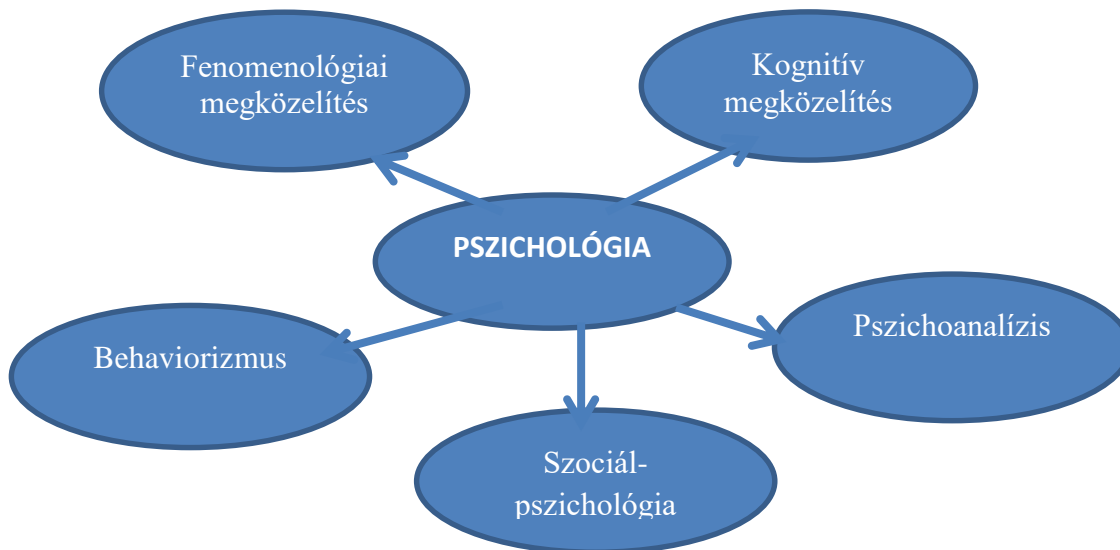 Fenomenológiai
megközelítés
Kognitív
megközelítés
PSZICHOLÓGIA
Behaviorizmus
Pszichoanalízis
Szociál-
pszichológia